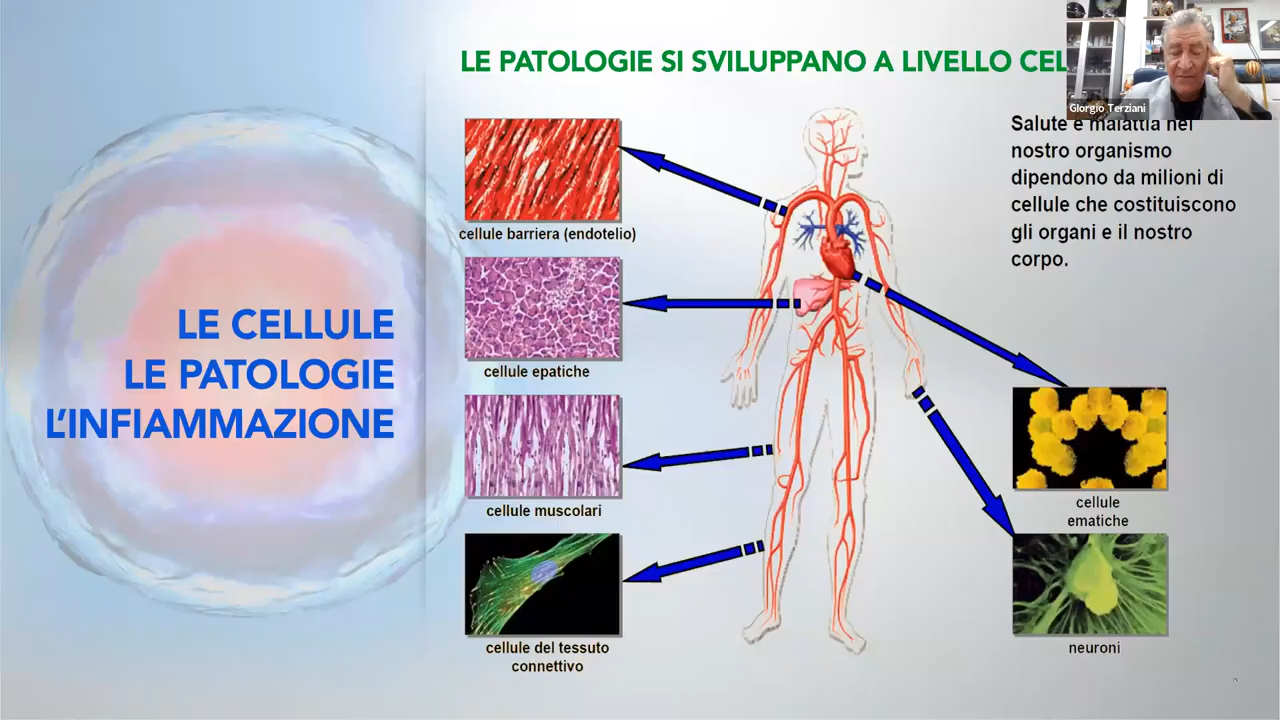 LE PATOLOGIE SI SVILUPPANO A LIVELLO CEL
GIorgio Terziani
Salute e malattia nel
nostro organismo
dipendono da milioni di
cellule che costituiscono
gli organi e il nostro
corpo.
LE CELLULE
LE PATOLOGIE
L'INFIAMMAZIONE
cellule barriera (endotelio)
cellule epatiche
cellule muscolari
cellule del tessuto
connettivo
cellule
ematiche
neuroni